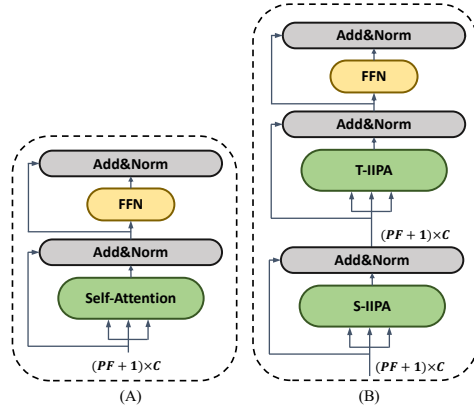 Add&Norm
FFN
Add&Norm
Self-Attention
(PF + 1)×C
(A)
Add&Norm
FFN
Add&Norm
T-IIPA
(PF + 1)×C
Add&Norm
S-IIPA
(PF + 1)×C
(B)